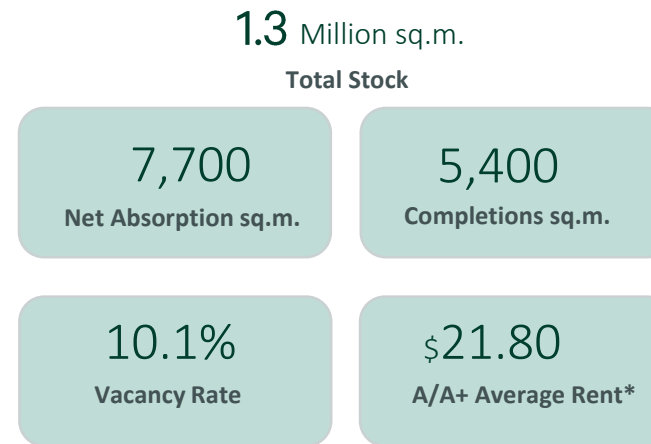 1.3 Million sq.m.
Total Stock
7,700
Net Absorption sq.m.
5,400
Completions sq.m.
10.1%
Vacancy Rate
$21.80
A/A+ Average Rent*